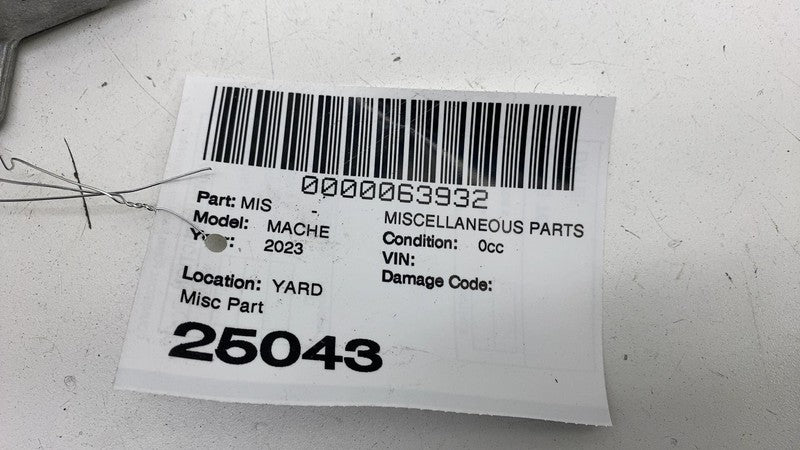 0000063932
Part: MIS
MISCELLANEOUS PARTS
Model: MACHE
Condition: 0cc
2023
VIN:
Location: YARD
Damage Code:
Misc Part
25043